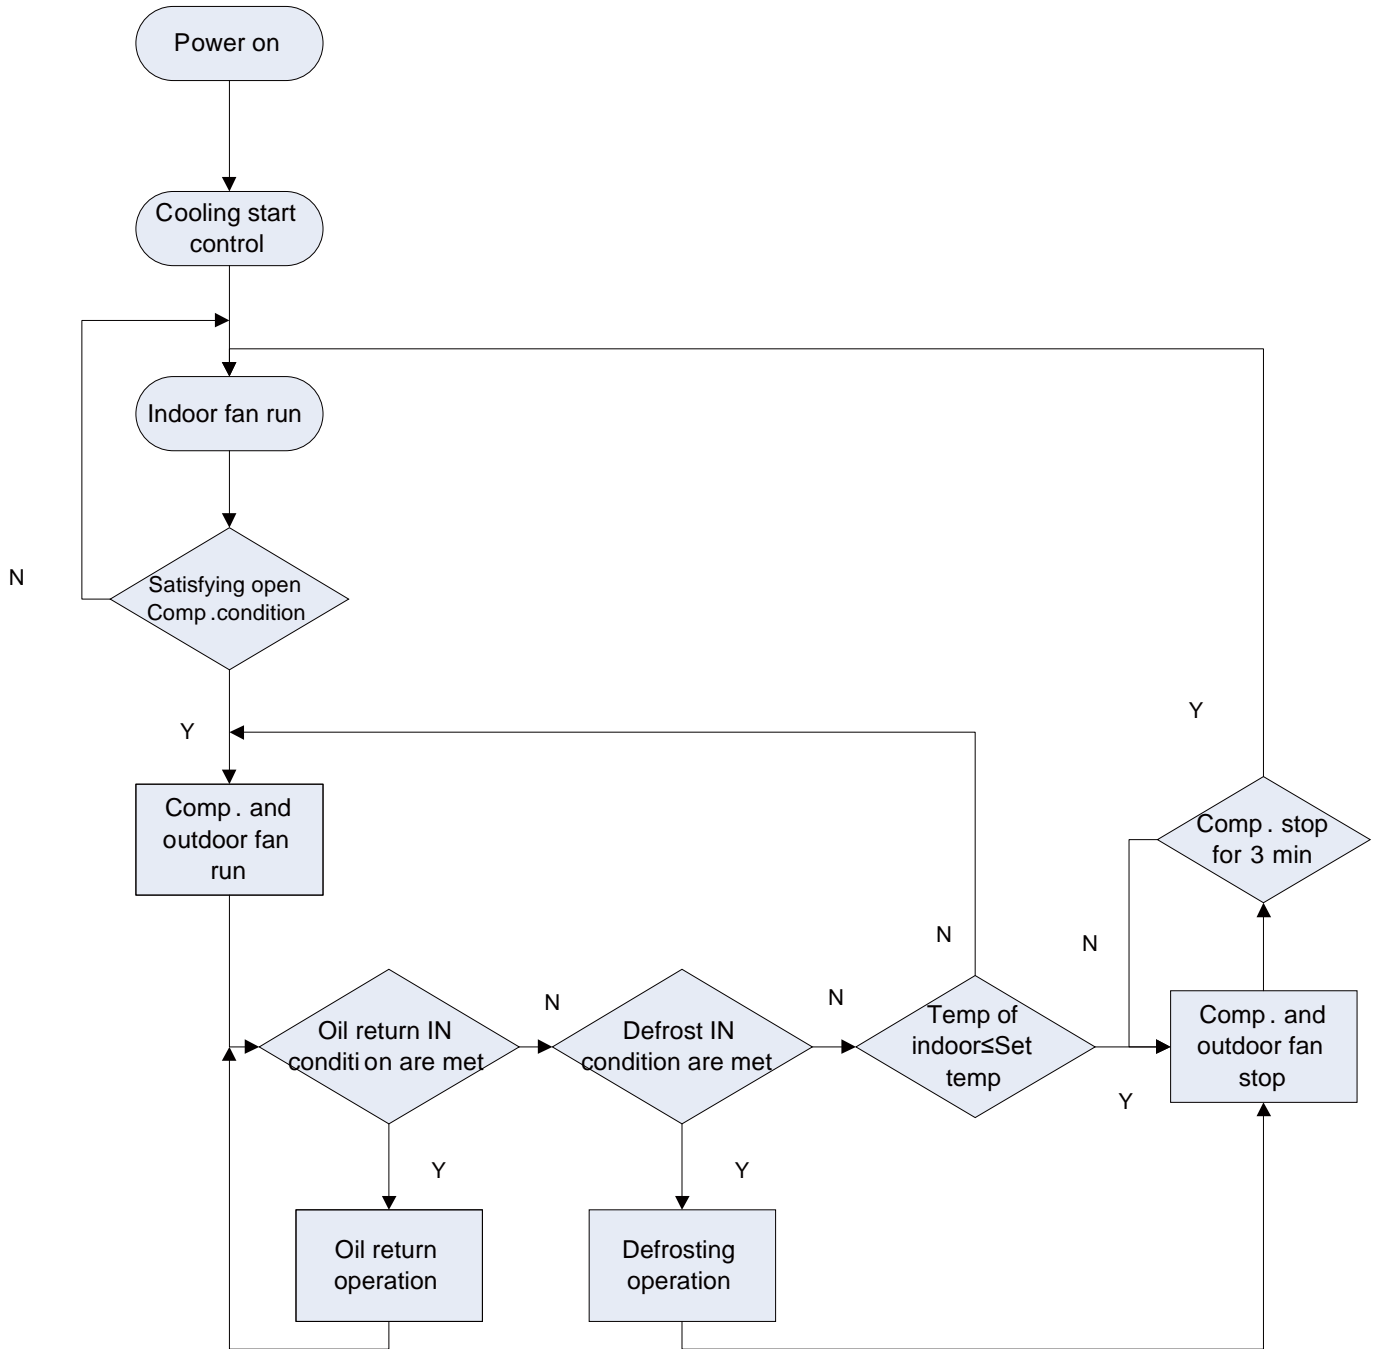 Power on
Cooling start
control
Indoor fan run
N
Satisfying open
Comp.condition
Y
Y
Comp. and
outdoor fan
run
Comp. stop
for 3 min
N
N
N
N
Oil return IN
condition are met
Defrost IN
condition are met
Temp of
indoor≤Set
temp
Comp. and
outdoor fan
stop
Y
Y
Y
Oil return
operation
Defrosting
operation